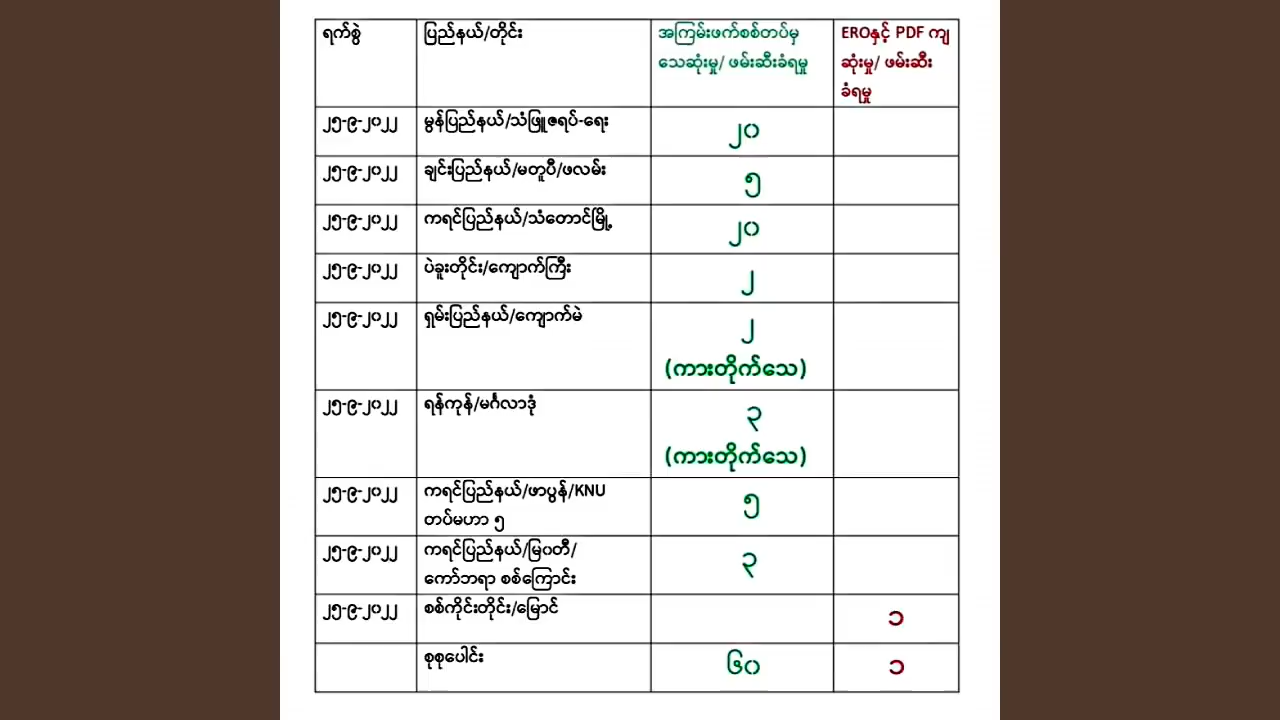 ရက်စွဲ
ပြည်နယ်/တိုင်း
အကြမ်းဖက်စစ်တပ်မှ
သေဆုံးမှု/ ဖမ်းဆီးခံရမှု
EROနှင့် PDF ကျ
ဆုံးမှု/ ဖမ်းဆီး
ခံရမှု
၂၅-၉-၂၀၂၂ မွန်ပြည်နယ်/သံဖြူဇရပ်-ရေး ၂၀
၂၅-၉-၂၀၂၂ ချင်းပြည်နယ်/မတူပီ/ဖလမ်း ၅
၂၅-၉-၂၀၂၂ ကရင်ပြည်နယ်/သံတောင်မြို့ ၂၀
၂၅-၉-၂၀၂၂ ပဲခူးတိုင်း/ကျောက်ကြီး ၂
၂၅-၉-၂၀၂၂ ရှမ်းပြည်နယ်/ကျောက်မဲ ၂
(ကားတိုက်သေ)
၂၅-၉-၂၀၂၂ ရန်ကုန်/မင်္ဂလာဒုံ ၃
(ကားတိုက်သေ)
၂၅-၉-၂၀၂၂ ကရင်ပြည်နယ်/ဖာပွန်/KNU ၅
တပ်မဟာ ၅
၂၅-၉-၂၀၂၂ ကရင်ပြည်နယ်/မြ၀တီ/ ၃
ကော်ဘရာ စစ်ကြောင်း
၂၅-၉-၂၀၂၂ စစ်ကိုင်းတိုင်း/မြောင် ၁
စုစုပေါင်း ၆၀ ၁